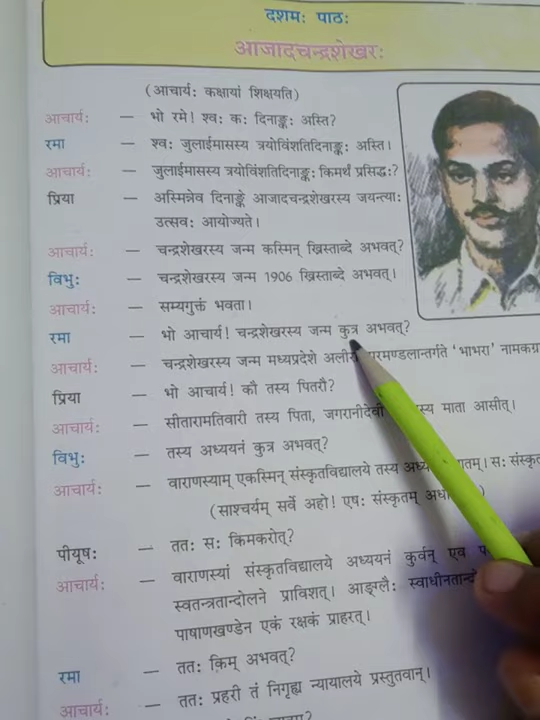 दशमः पाठः
आजादचन्द्रशेखरः
(आचार्यः कक्षायां शिक्षयति)
आचार्यः — भो रमे! श्वः कः दिनाङ्कः अस्ति?
रमा — श्वः जुलाईमासस्य त्रयोविंशतिदिनाङ्कः अस्ति।
आचार्यः — जुलाईमासस्य त्रयोविंशतिदिनाङ्कः किमर्थं प्रसिद्धः?
प्रिया — अस्मिन्नेव दिनाङ्के आजादचन्द्रशेखरस्य जयन्त्याः
उत्सवः आयोज्यते।
आचार्यः — चन्द्रशेखरस्य जन्म कस्मिन् ख्रिस्ताब्दे अभवत्?
विभुः — चन्द्रशेखरस्य जन्म 1906 ख्रिस्ताब्दे अभवत्।
आचार्यः — सम्यगुक्तं भवता।
रमा — भो आचार्य! चन्द्रशेखरस्य जन्म कुत्र अभवत्?
आचार्यः — चन्द्रशेखरस्य जन्म मध्यप्रदेशे 'भाभरा'
प्रिया — भो आचार्य! कौ तस्य पितरौ?
आचार्यः — सीतारामतिवारी तस्य पिता, जगरानीदेवी माता आसीत्।
विभुः — तस्य अध्ययनं कुत्र अभवत्?
आचार्यः — वाराणस्याम् एकस्मिन् संस्कृतविद्यालये तस्य सः
(साश्चर्यम् सर्वे अहो! एषः संस्कृतम्
पीयूषः — ततः सः किमकरोत्?
आचार्यः — वाराणस्यां संस्कृतविद्यालये अध्ययनं कुर्वन् एव
स्वतन्त्रतान्दोलने प्राविशत्। आङ्ग्लैः
पाषाणखण्डेन एकं रक्षकं प्राहरत्।
रमा — ततः किम् अभवत्?
आचार्यः — ततः प्रहरी तं निगृह्य न्यायालये प्रस्तुतवान्।